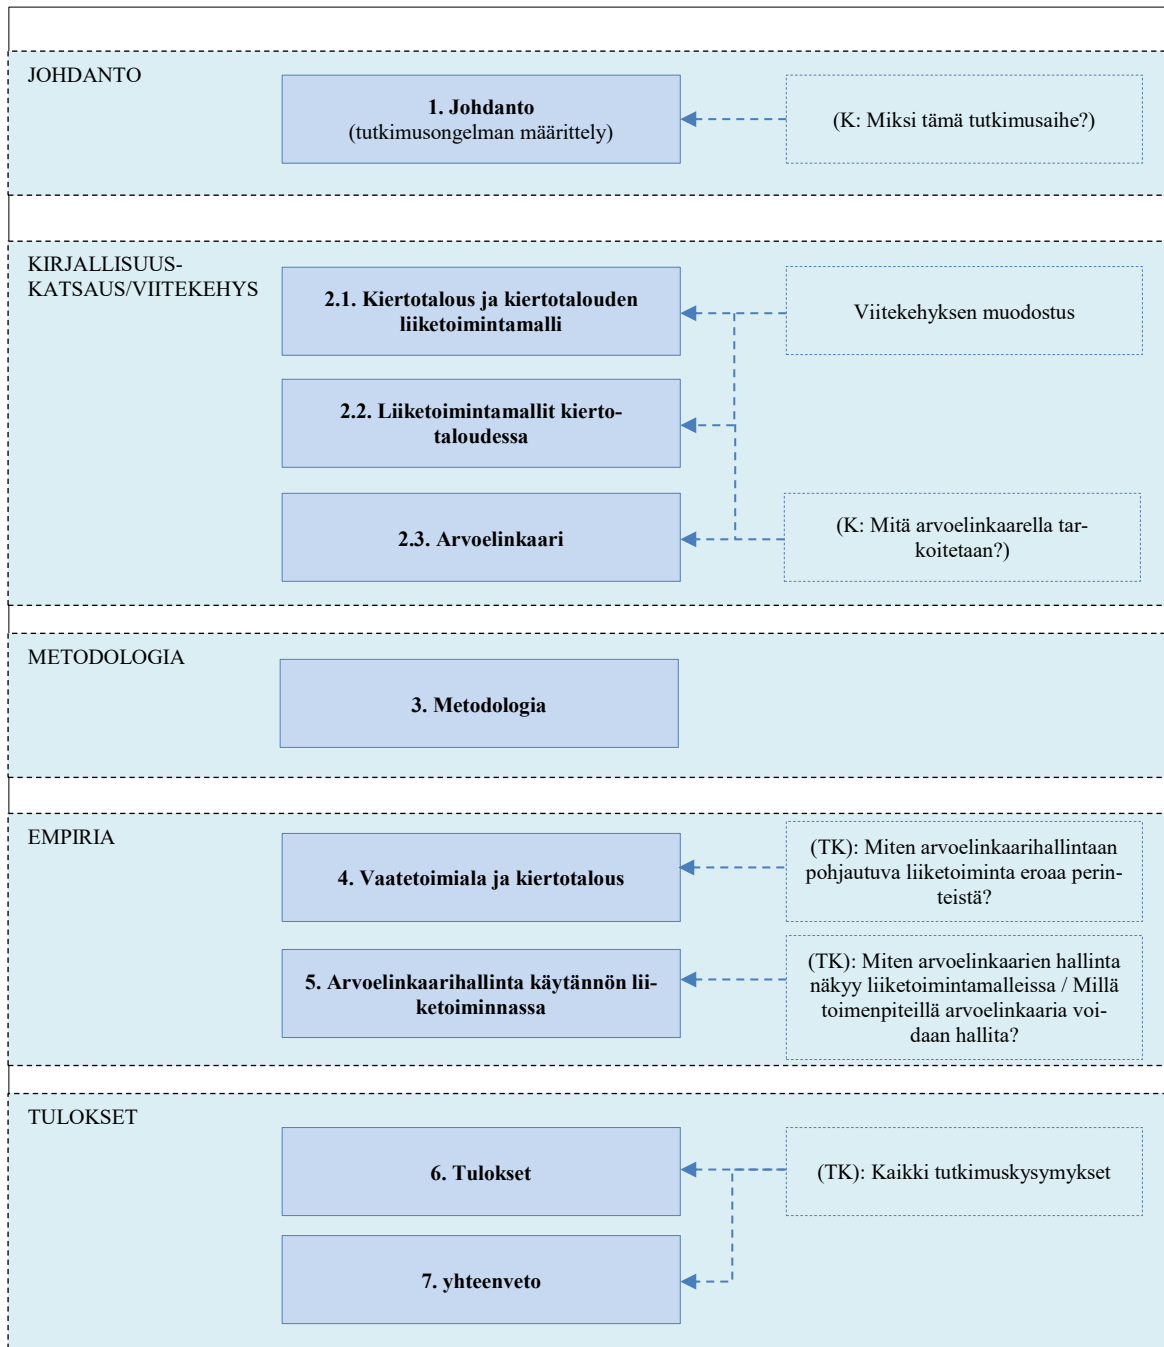 JOHDANTO
1. Johdanto
(tutkimusongelman määrittely)
(K: Miksi tämä tutkimusaihe?)
KIRJALLISUUS-
KATSAUS/VIITEKEHYS
2.1. Kiertotalous ja kiertotalouden
liiketoimintamalli
Viitekehyksen muodostus
2.2. Liiketoimintamallit kierto-
taloudessa
2.3. Arvoelinkaari
(K: Mitä arvoelinkaarella tar-
koitetaan?)
METODOLOGIA
3. Metodologia
EMPIRIA
4. Vaatetoimiala ja kiertotalous
(TK): Miten arvoelinkaarihallintaan
pohjautuva liiketoiminta eroaa perin-
teistä?
5. Arvoelinkaarihallinta käytännön lii-
ketoiminnassa
(TK): Miten arvoelinkaarien hallinta
näkyy liiketoimintamalleissa / Millä
toimenpiteillä arvoelinkaaria voi-
daan hallita?
TULOKSET
6. Tulokset
(TK): Kaikki tutkimuskysymykset
7. yhteenveto